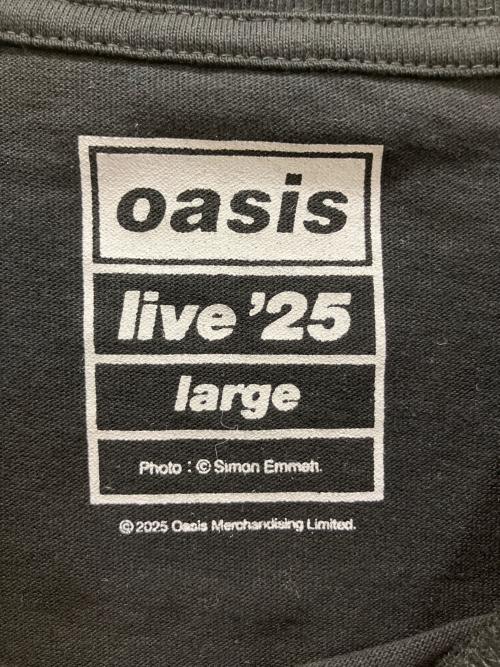 oasis
live '25
large
Photo : © Simon Emmett.
© 2025 Oasis Merchandising Limited.